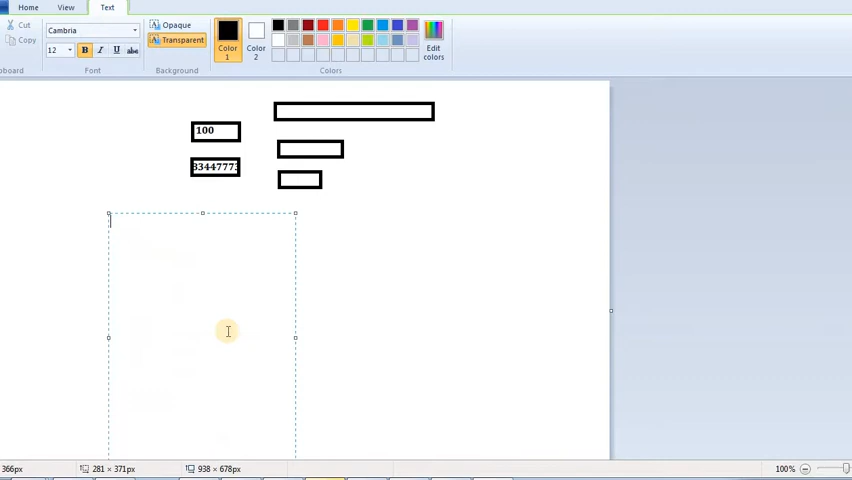 Home View Text
Cut
Copy
Cambria
12 B I U abc
Opaque
Transparent
Color 1
Color 2
Edit colors
Font
Background
Colors
100
33447773
366px
281 × 371px
938 × 678px
100%